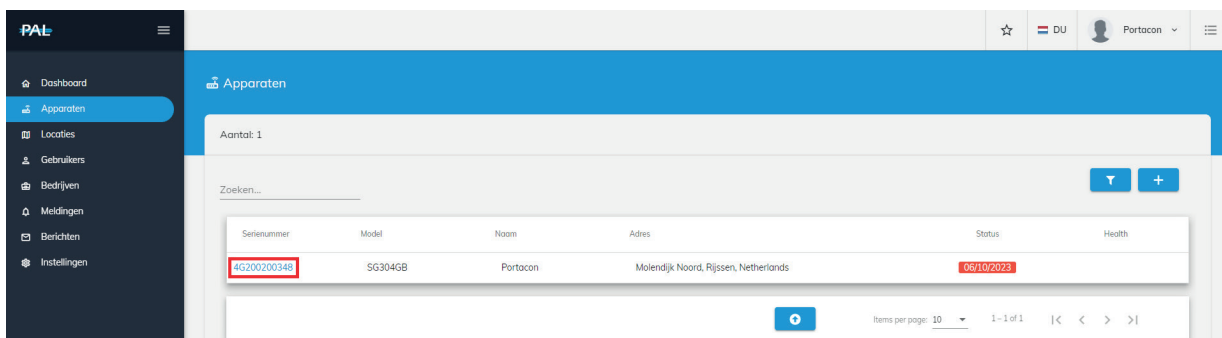 PAL
DU
Portacon
Dashboard
Apparaten
Locaties
Gebruikers
Bedrijven
Meldingen
Berichten
Instellingen
Apparaten
Aantal: 1
Zoeken...
Serienummer Model Naam Adres Status Health
4G200200348 SG304GB Portacon Molendijk Noord, Rijssen, Netherlands 06/10/2023
Items per page: 10 1 – 1 of 1